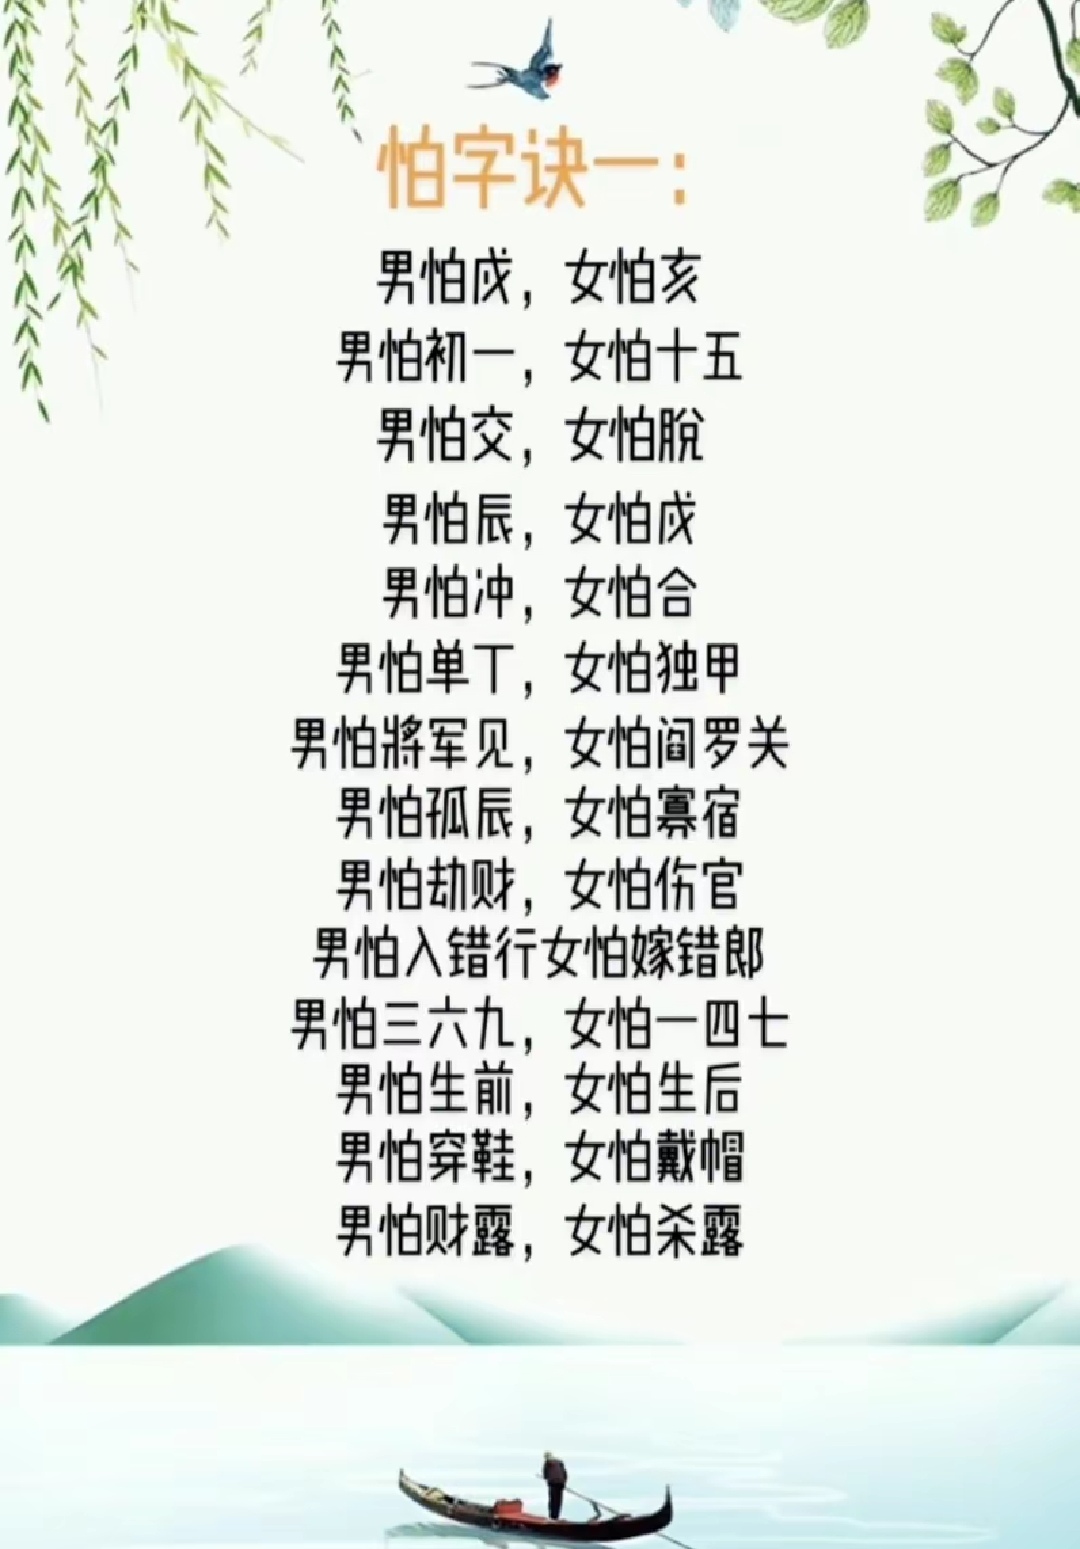 怕字诀一：
男怕戌，女怕亥
男怕初一，女怕十五
男怕交，女怕脫
男怕辰，女怕戌
男怕冲，女怕合
男怕单丁，女怕独甲
男怕將军见，女怕阎罗关
男怕孤辰，女怕寡宿
男怕劫财，女怕伤官
男怕入错行女怕嫁错郎
男怕三六九，女怕一四七
男怕生前，女怕生后
男怕穿鞋，女怕戴帽
男怕财露，女怕杀露